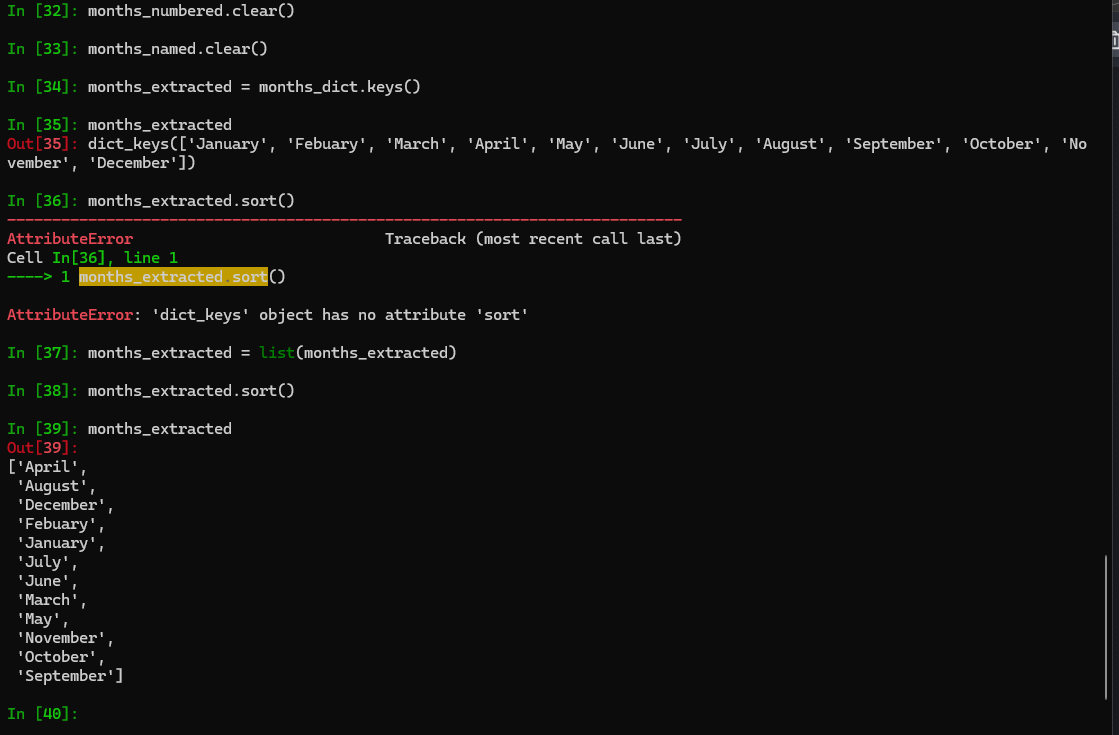 In [32]: months_numbered.clear()
In [33]: months_named.clear()
In [34]: months_extracted = months_dict.keys()
In [35]: months_extracted
Out[35]: dict_keys(['January', 'Febuary', 'March', 'April', 'May', 'June', 'July', 'August', 'September', 'October', 'No
vember', 'December'])
In [36]: months_extracted.sort()
---------------------------------------------------------------------------
AttributeError                            Traceback (most recent call last)
Cell In[36], line 1
----> 1 months_extracted.sort()
AttributeError: 'dict_keys' object has no attribute 'sort'
In [37]: months_extracted = list(months_extracted)
In [38]: months_extracted.sort()
In [39]: months_extracted
Out[39]:
['April',
 'August',
 'December',
 'Febuary',
 'January',
 'July',
 'June',
 'March',
 'May',
 'November',
 'October',
 'September']
In [40]: